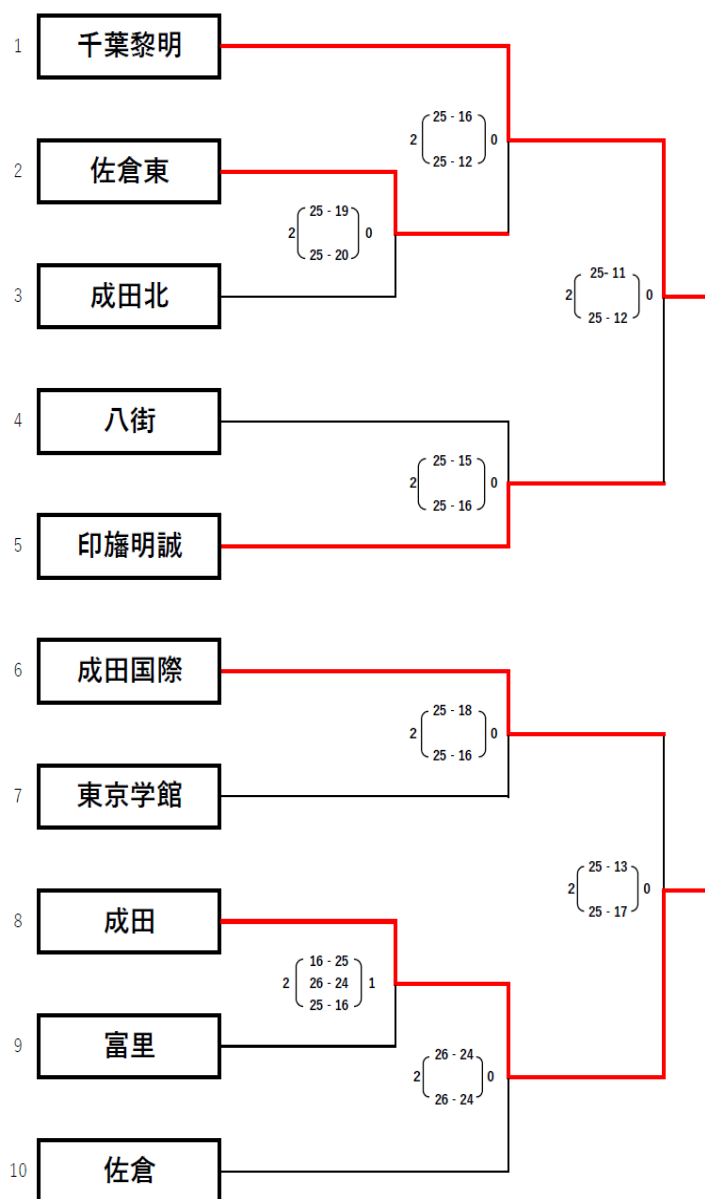 1 千葉黎明
25 - 16
2 0
25 - 12
2 佐倉東
25 - 19
2 0
25 - 20
25- 11
2 0
25 - 12
3 成田北
4 八街
25 - 15
2 0
25 - 16
5 印旛明誠
6 成田国際
25 - 18
2 0
25 - 16
7 東京学館
25 - 13
2 0
25 - 17
8 成田
16 - 25
2 26 - 24 1
25 - 16
9 富里
26 - 24
2 0
26 - 24
10 佐倉